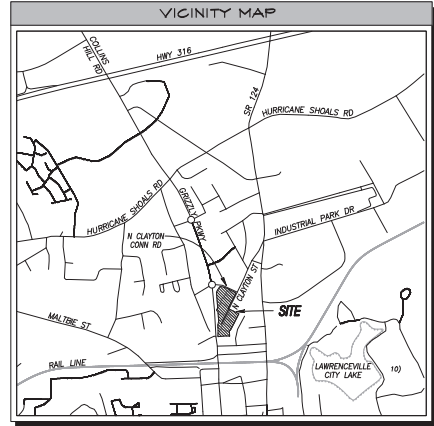 VICINITY MAP
COLLINS
HILL RD
HWY 316
SR 124
HURRICANE SHOALS RD
GRIZZLY PKWY
HURRICANE SHOALS RD
N CLAYTON
CONN RD
INDUSTRIAL PARK DR
N CLAYTON ST
SITE
MALTBIE ST
RAIL LINE
LAWRENCEVILLE
CITY LAKE
10)